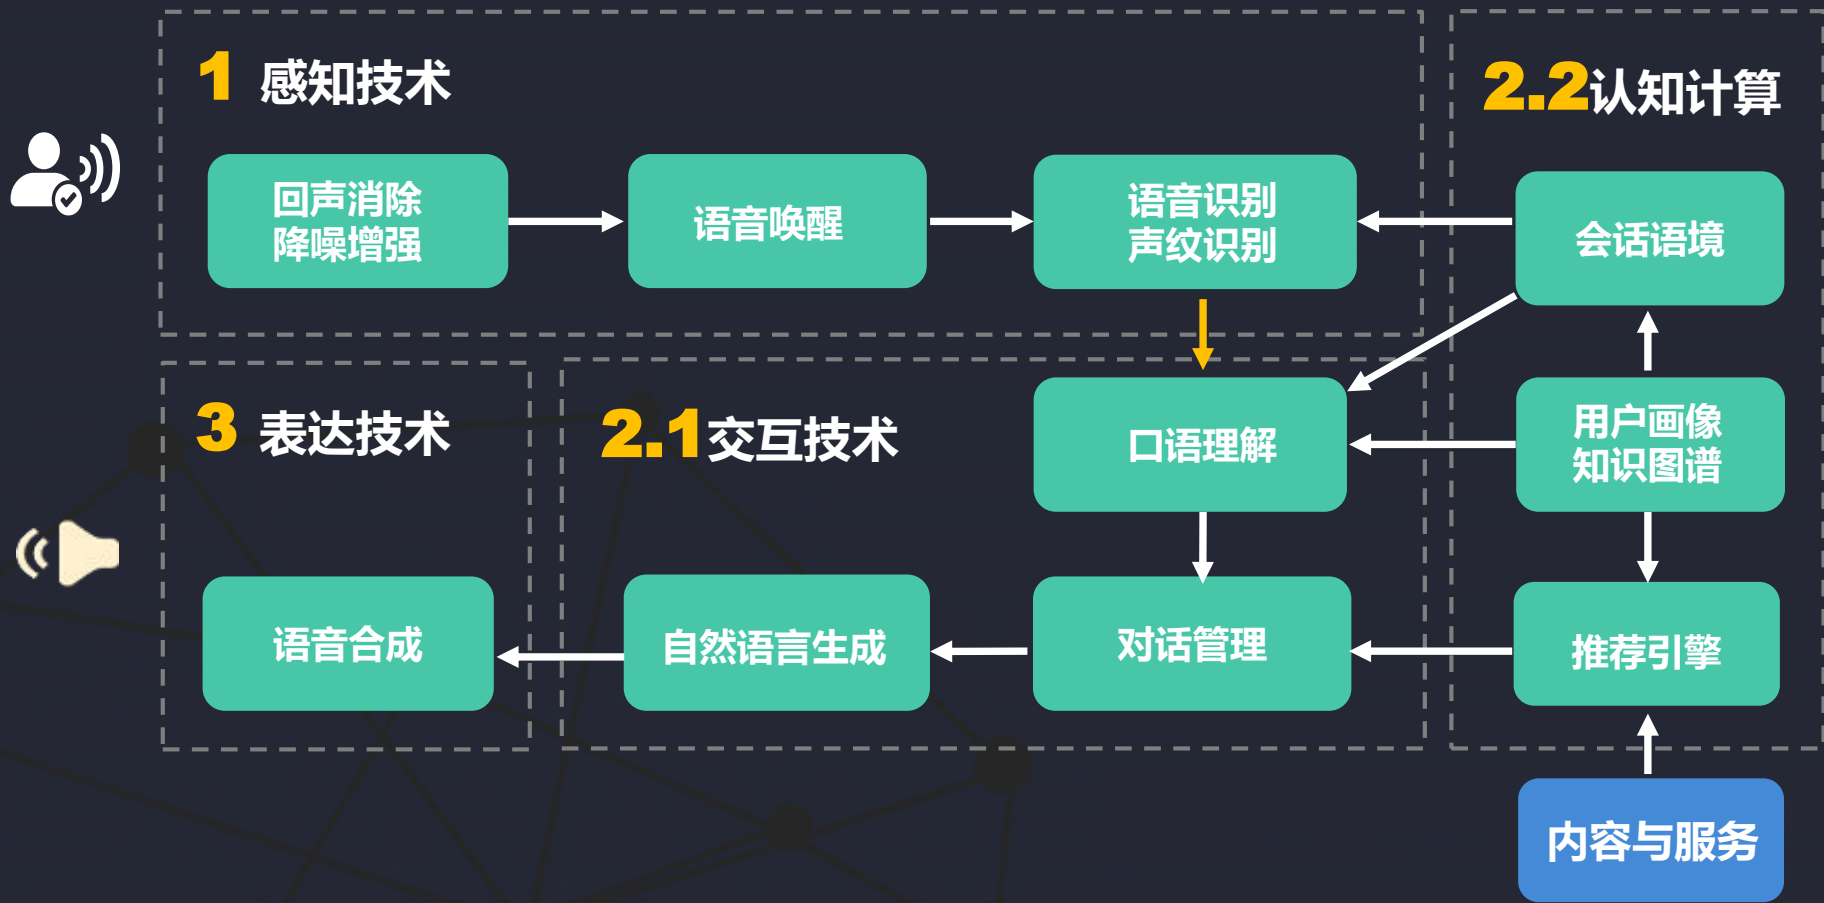 1 感知技术
2.2认知计算
回声消除
降噪增强
语音唤醒
语音识别
声纹识别
会话语境
3 表达技术
2.1交互技术
口语理解
用户画像
知识图谱
语音合成
自然语言生成
对话管理
推荐引擎
内容与服务